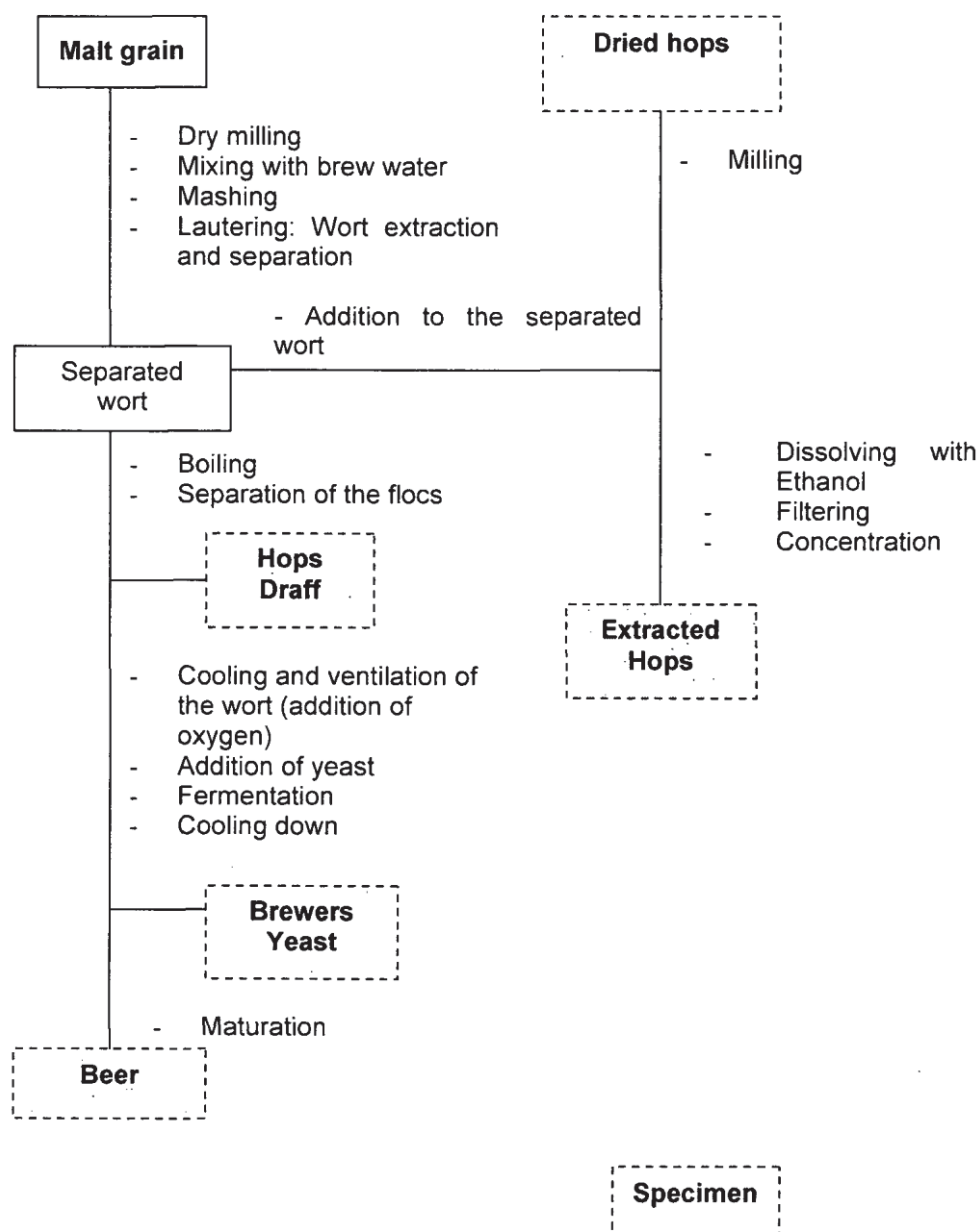 Malt grain
Dried hops
- Dry milling
- Mixing with brew water
- Mashing
- Lautering: Wort extraction
and separation
- Milling
- Addition to the separated
wort
Separated
wort
- Boiling
- Separation of the flocs
- Dissolving with
Ethanol
- Filtering
- Concentration
Hops
Draff
Extracted
Hops
- Cooling and ventilation of
the wort (addition of
oxygen)
- Addition of yeast
- Fermentation
- Cooling down
Brewers
Yeast
- Maturation
Beer
Specimen